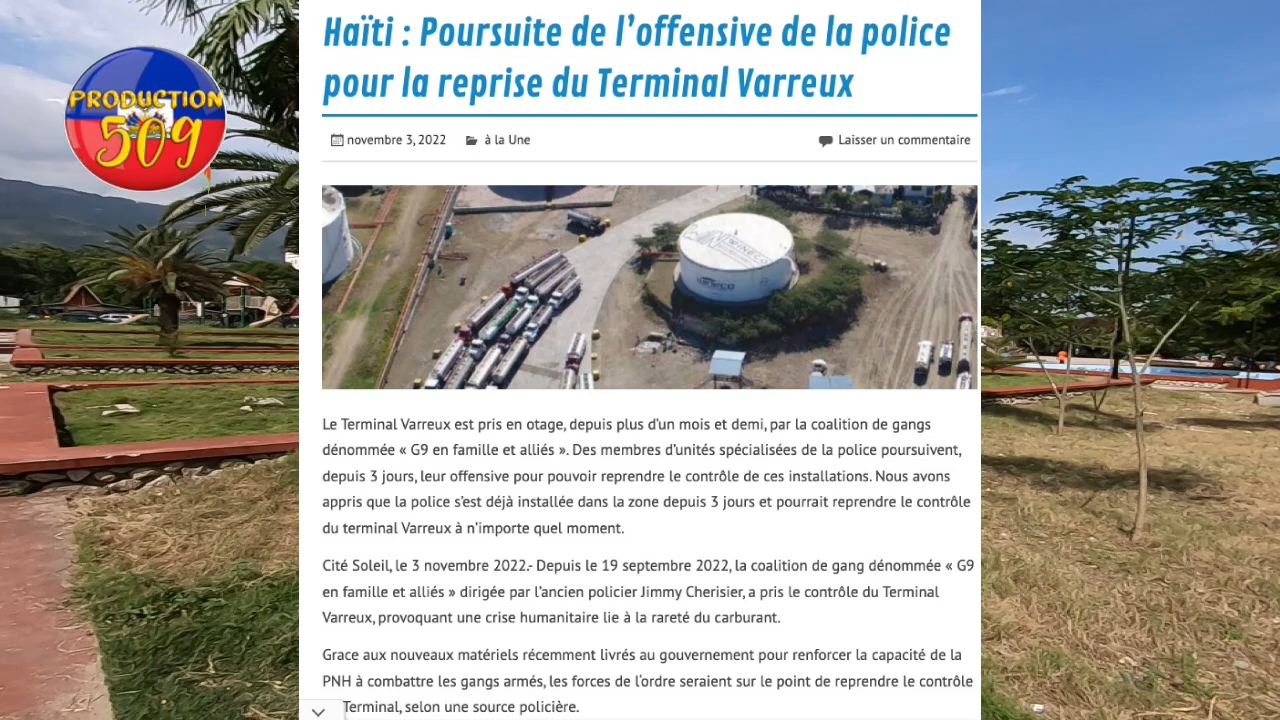 PRODUCTION
509
Haïti : Poursuite de l’offensive de la police
pour la reprise du Terminal Varreux
novembre 3, 2022 à la Une Laisser un commentaire
WINECO
WINECO
Le Terminal Varreux est pris en otage, depuis plus d’un mois et demi, par la coalition de gangs
dénommée « G9 en famille et alliés ». Des membres d’unités spécialisées de la police poursuivent,
depuis 3 jours, leur offensive pour pouvoir reprendre le contrôle de ces installations. Nous avons
appris que la police s’est déjà installée dans la zone depuis 3 jours et pourrait reprendre le contrôle
du terminal Varreux à n’importe quel moment.
Cité Soleil, le 3 novembre 2022.- Depuis le 19 septembre 2022, la coalition de gang dénommée « G9
en famille et alliés » dirigée par l’ancien policier Jimmy Cherisier, a pris le contrôle du Terminal
Varreux, provoquant une crise humanitaire lie à la rareté du carburant.
Grace aux nouveaux matériels récemment livrés au gouvernement pour renforcer la capacité de la
PNH à combattre les gangs armés, les forces de l’ordre seraient sur le point de reprendre le contrôle
Terminal, selon une source policière.